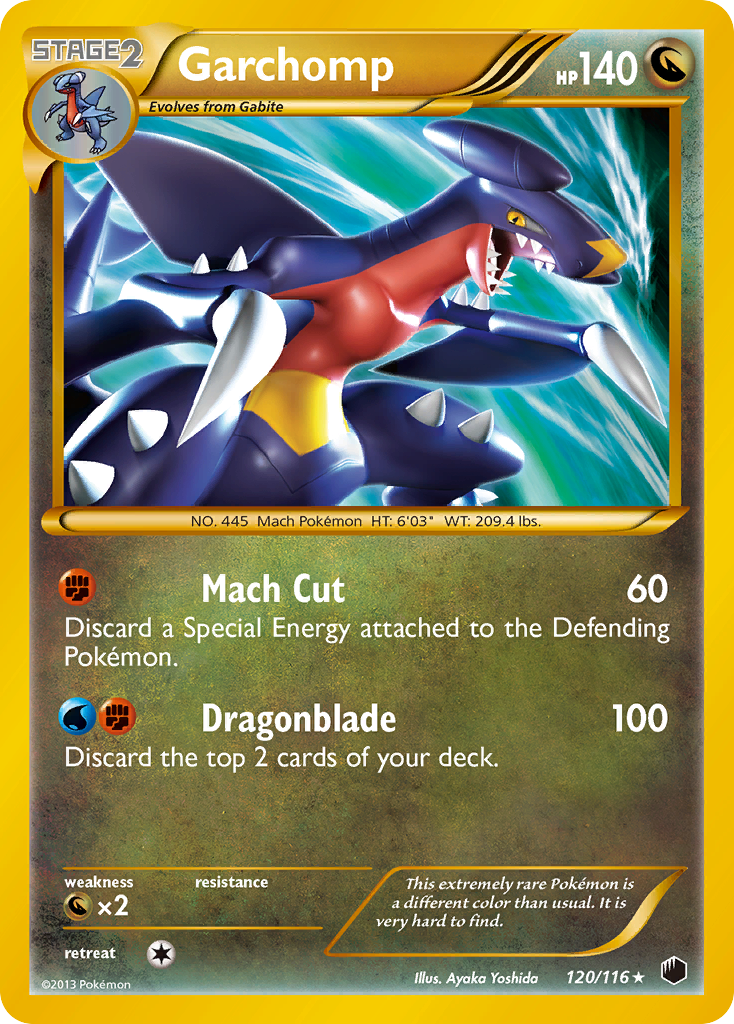 STAGE2
Garchomp
HP140
Evolves from Gabite
NO. 445 Mach Pokémon HT: 6'03" WT: 209.4 lbs.
Mach Cut 60
Discard a Special Energy attached to the Defending
Pokémon.
Dragonblade 100
Discard the top 2 cards of your deck.
weakness resistance
×2
This extremely rare Pokémon is
a different color than usual. It is
very hard to find.
retreat
Illus. Ayaka Yoshida 120/116★
©2013 Pokémon